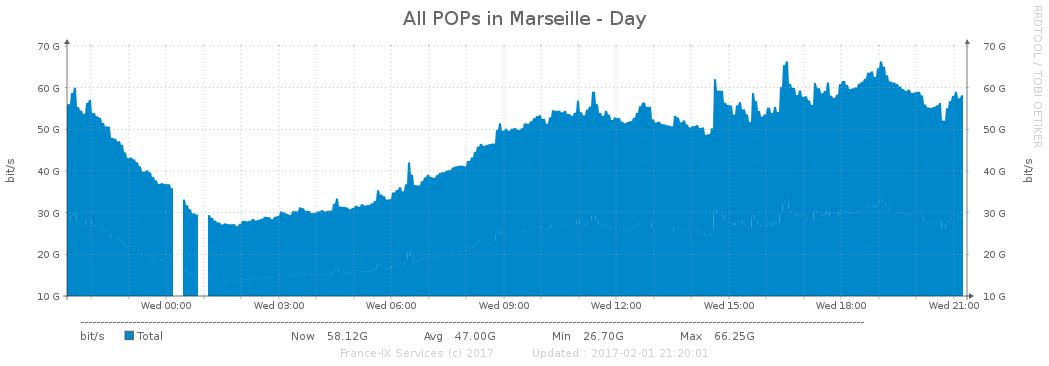 All POPs in Marseille - Day
RRDTOOL / TOBI OETIKER
bit/s
70 G
60 G
50 G
40 G
30 G
20 G
10 G
70 G
60 G
50 G
40 G
30 G
20 G
10 G
bit/s
Wed 00:00 Wed 03:00 Wed 06:00 Wed 09:00 Wed 12:00 Wed 15:00 Wed 18:00 Wed 21:00
bit/s Total Now 58.12G Avg 47.00G Min 26.70G Max 66.25G
France-IX Services (c) 2017 Updated : 2017-02-01 21:20:01